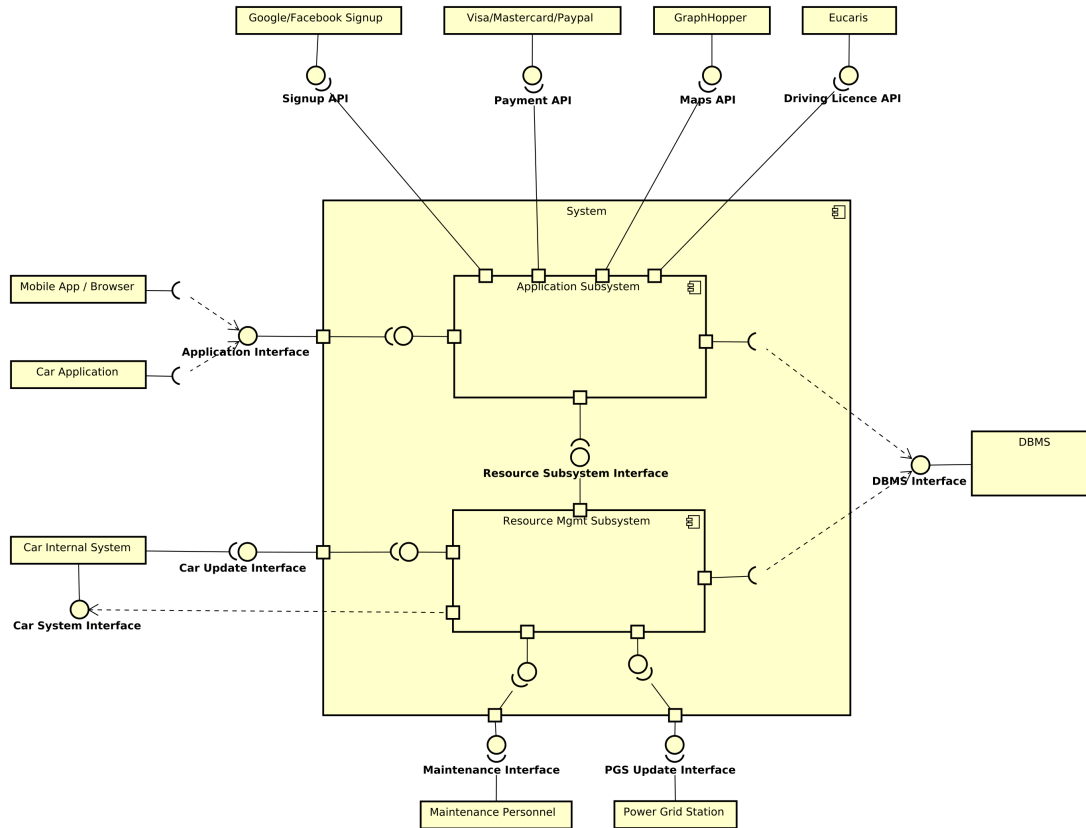 Google/Facebook Signup
Visa/Mastercard/Paypal
GraphHopper
Eucaris
Signup API
Payment API
Maps API
Driving Licence API
System
Mobile App / Browser
Application Subsystem
Application Interface
Car Application
DBMS
Resource Subsystem Interface
DBMS Interface
Resource Mgmt Subsystem
Car Internal System
Car Update Interface
Car System Interface
Maintenance Interface
PGS Update Interface
Maintenance Personnel
Power Grid Station